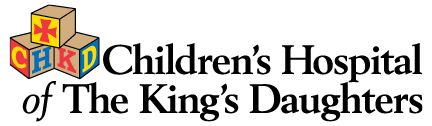 CHKD
Children's Hospital
of The King's Daughters